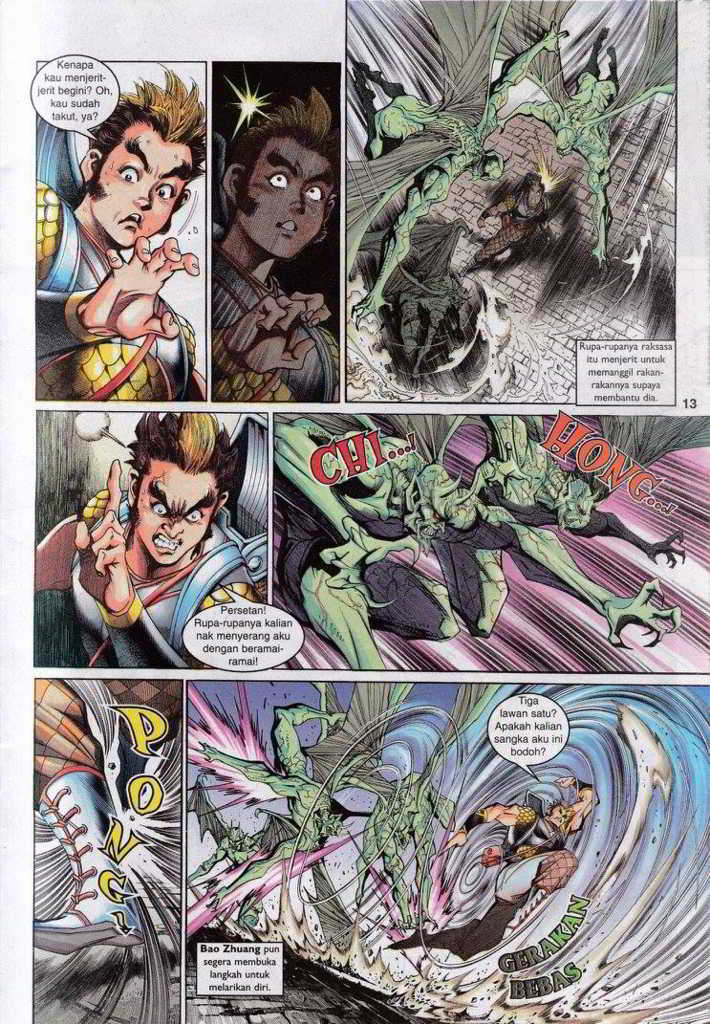 Kenapa
kau menjerit-
jerit begini? Oh,
kau sudah
takut, ya?
Rupa-rupanya raksasa
itu menjerit untuk
memanggil rakan-
rakannya supaya
membantu dia.
13
Persetan!
Rupa-rupanya kalian
nak menyerang aku
dengan beramai-
ramai!
CHI...!
HONG...!
PONG!
Tiga
lawan satu?
Apakah kalian
sangka aku ini
bodoh?
Bao Zhuang pun
segera membuka
langkah untuk
melarikan diri.
GERAKAN
BEBAS